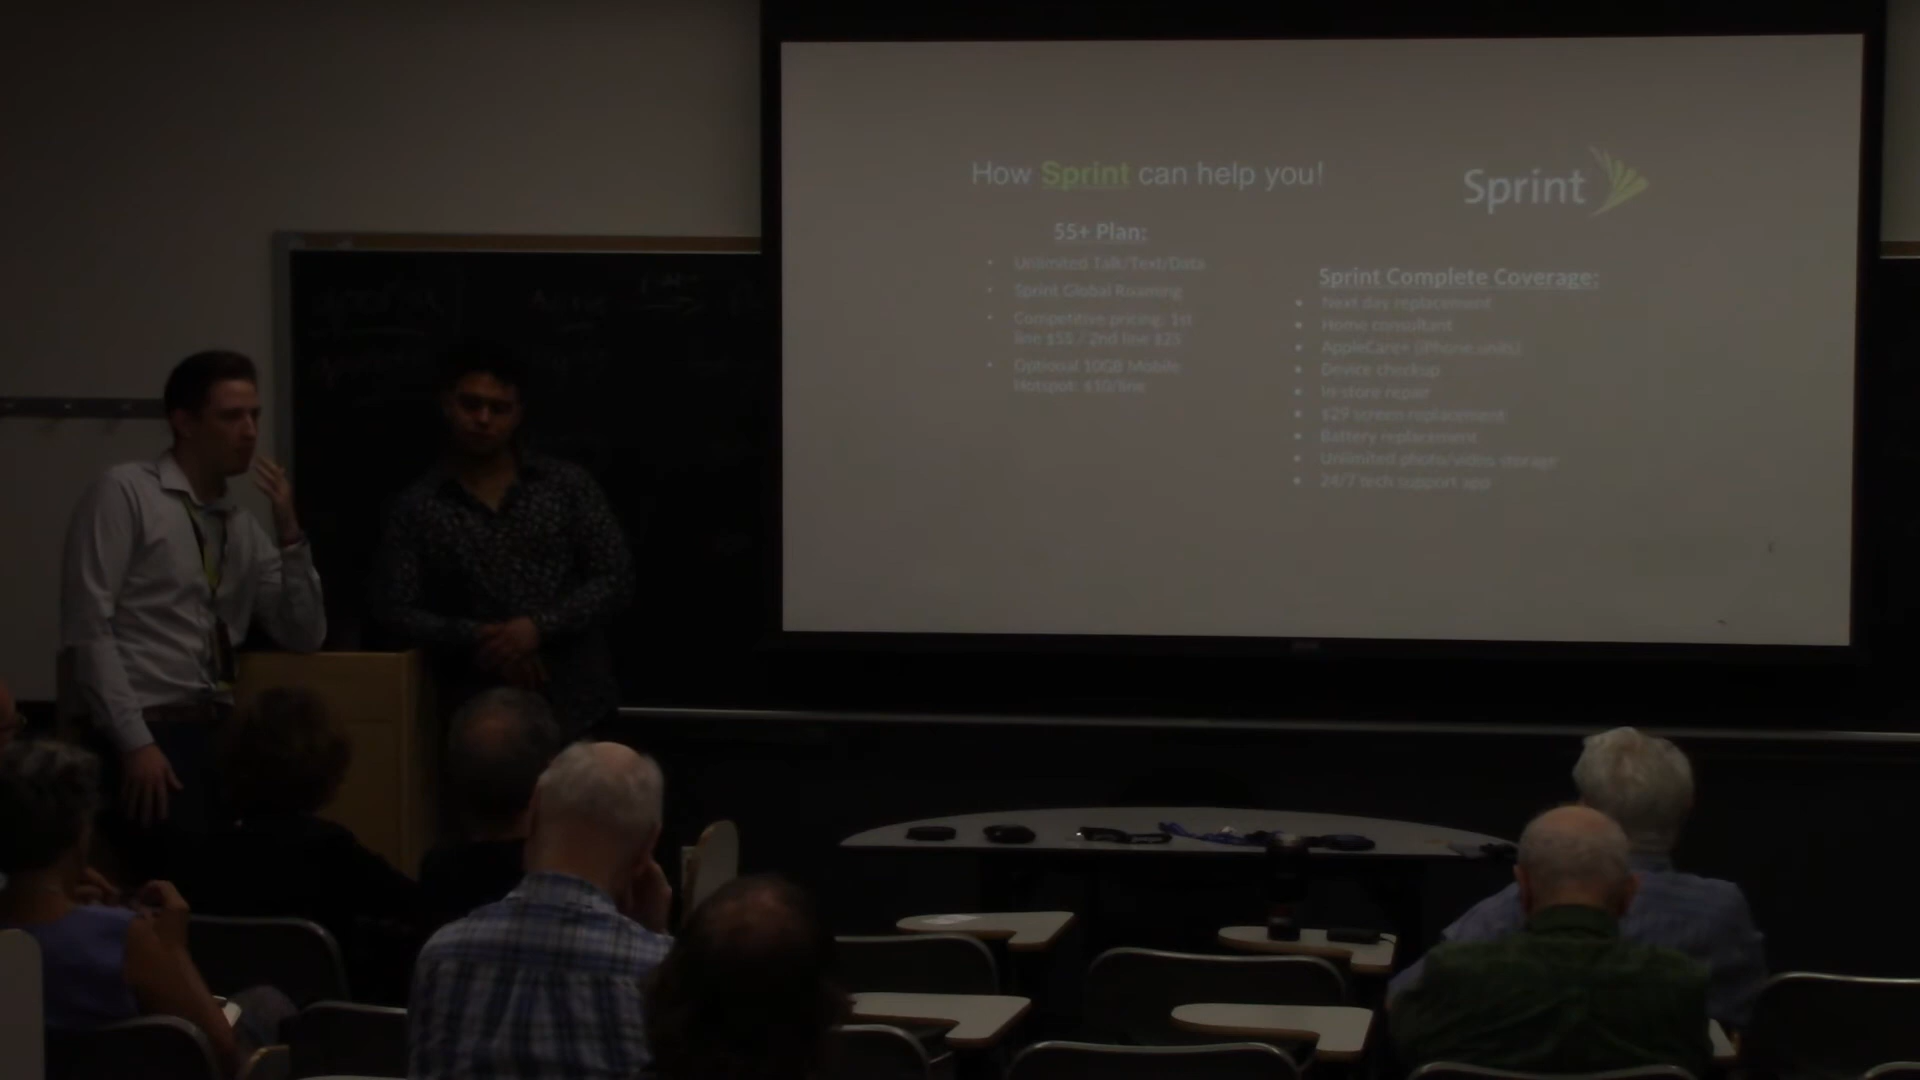 How Sprint can help you!
Sprint
55+ Plan:
Unlimited Talk/Text/Data
Sprint Global Roaming
Competitive pricing: 1st
line $55 / 2nd line $25
Optional 10GB Mobile
Hotspot: $10/line
Sprint Complete Coverage:
Next day replacement
Home consultant
AppleCare+ (iPhone units)
Device checkup
In-store repair
$29 screen replacement
Battery replacement
Unlimited photo/video storage
24/7 tech support app